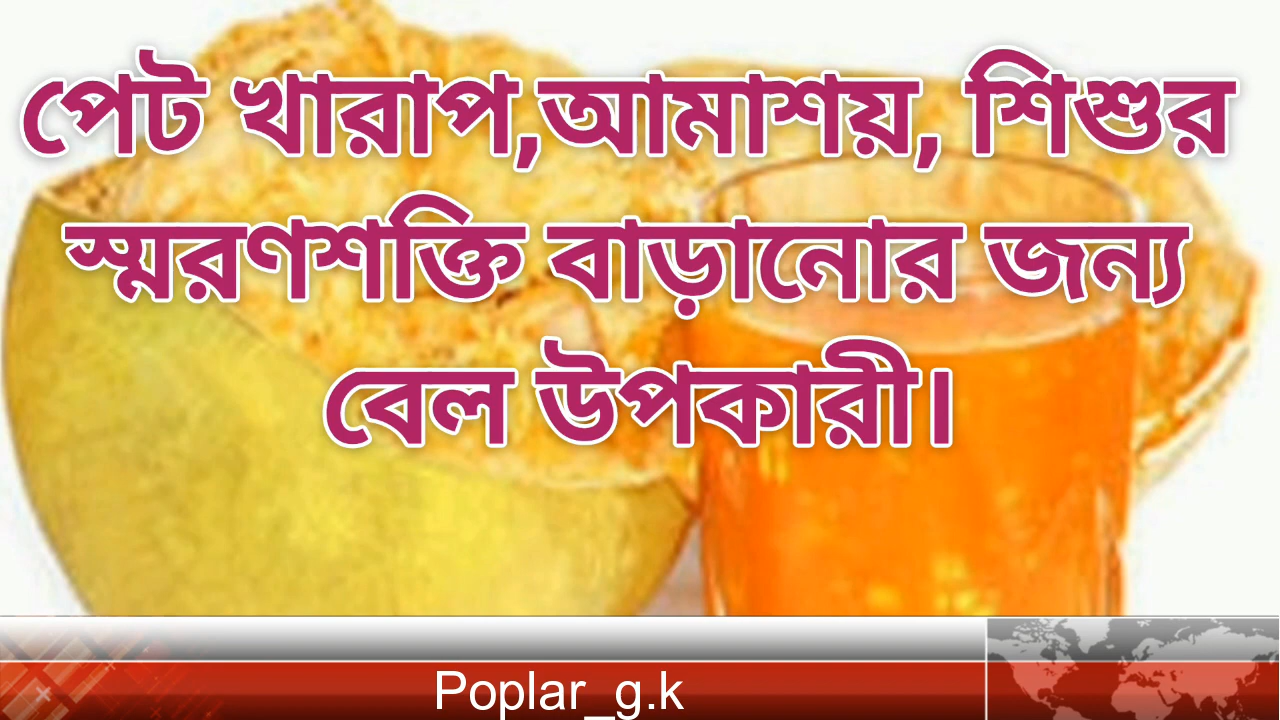 পেট খারাপ,আমাশয়, শিশুর
স্মরণশক্তি বাড়ানোর জন্য
বেল উপকারী।
Poplar_g.k